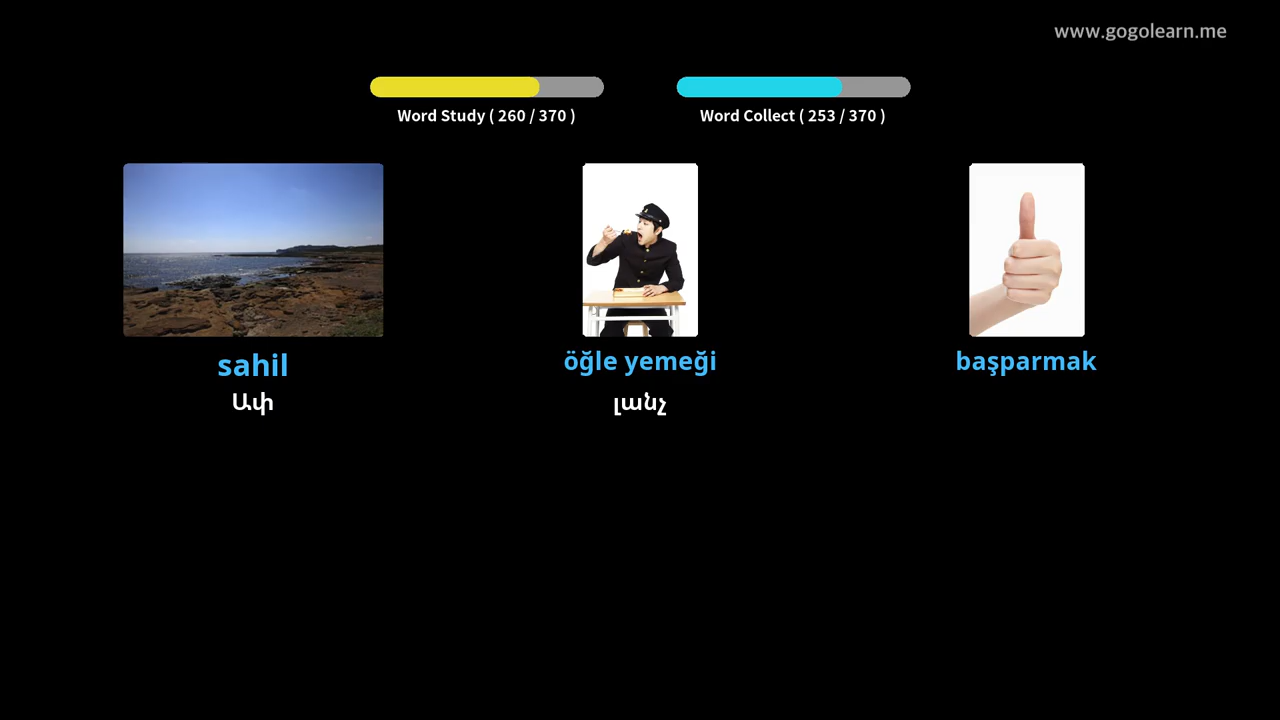 www.gogolearn.me
Word Study ( 260 / 370 )
Word Collect ( 253 / 370 )
sahil
öğle yemeği
başparmak
Ափ
լանչ